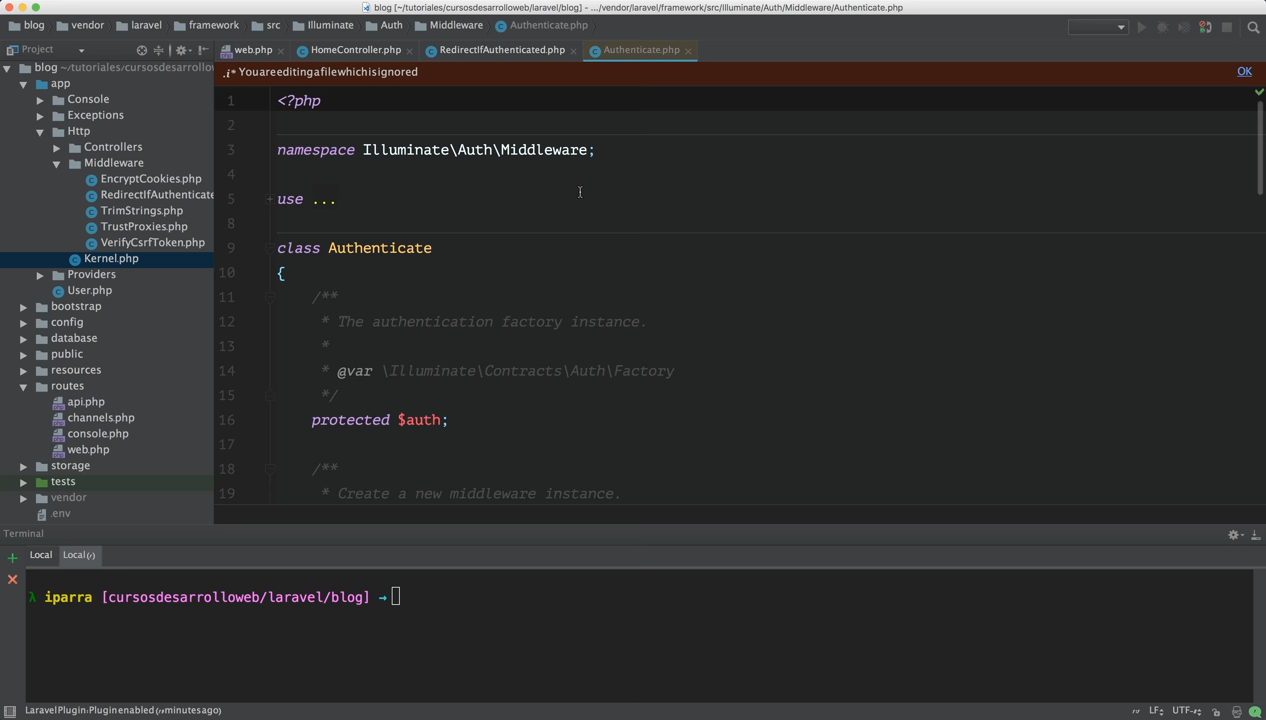 blog [~/tutoriales/cursosdesarrolloweb/laravel/blog] - .../vendor/laravel/framework/src/Illuminate/Auth/Middleware/Authenticate.php
blog vendor laravel framework src Illuminate Auth Middleware Authenticate.php
Project
web.php HomeController.php RedirectIfAuthenticated.php Authenticate.php
blog ~/tutoriales/cursosdesarrollo
app
Console
Exceptions
Http
Controllers
Middleware
EncryptCookies.php
RedirectIfAuthenticate
TrimStrings.php
TrustProxies.php
VerifyCsrfToken.php
Kernel.php
Providers
User.php
bootstrap
config
database
public
resources
routes
api.php
channels.php
console.php
web.php
storage
tests
vendor
.env
.i* You are editing a file which is ignored OK
1 <?php
2
3 namespace Illuminate\Auth\Middleware;
4
5 use ...
8
9 class Authenticate
10 {
11 /**
12 * The authentication factory instance.
13 *
14 * @var \Illuminate\Contracts\Auth\Factory
15 */
16 protected $auth;
17
18 /**
19 * Create a new middleware instance.
Terminal
Local Local
λ iparra [cursosdesarrolloweb/laravel/blog] →
Laravel Plugin: Plugin enabled minutes ago) LF